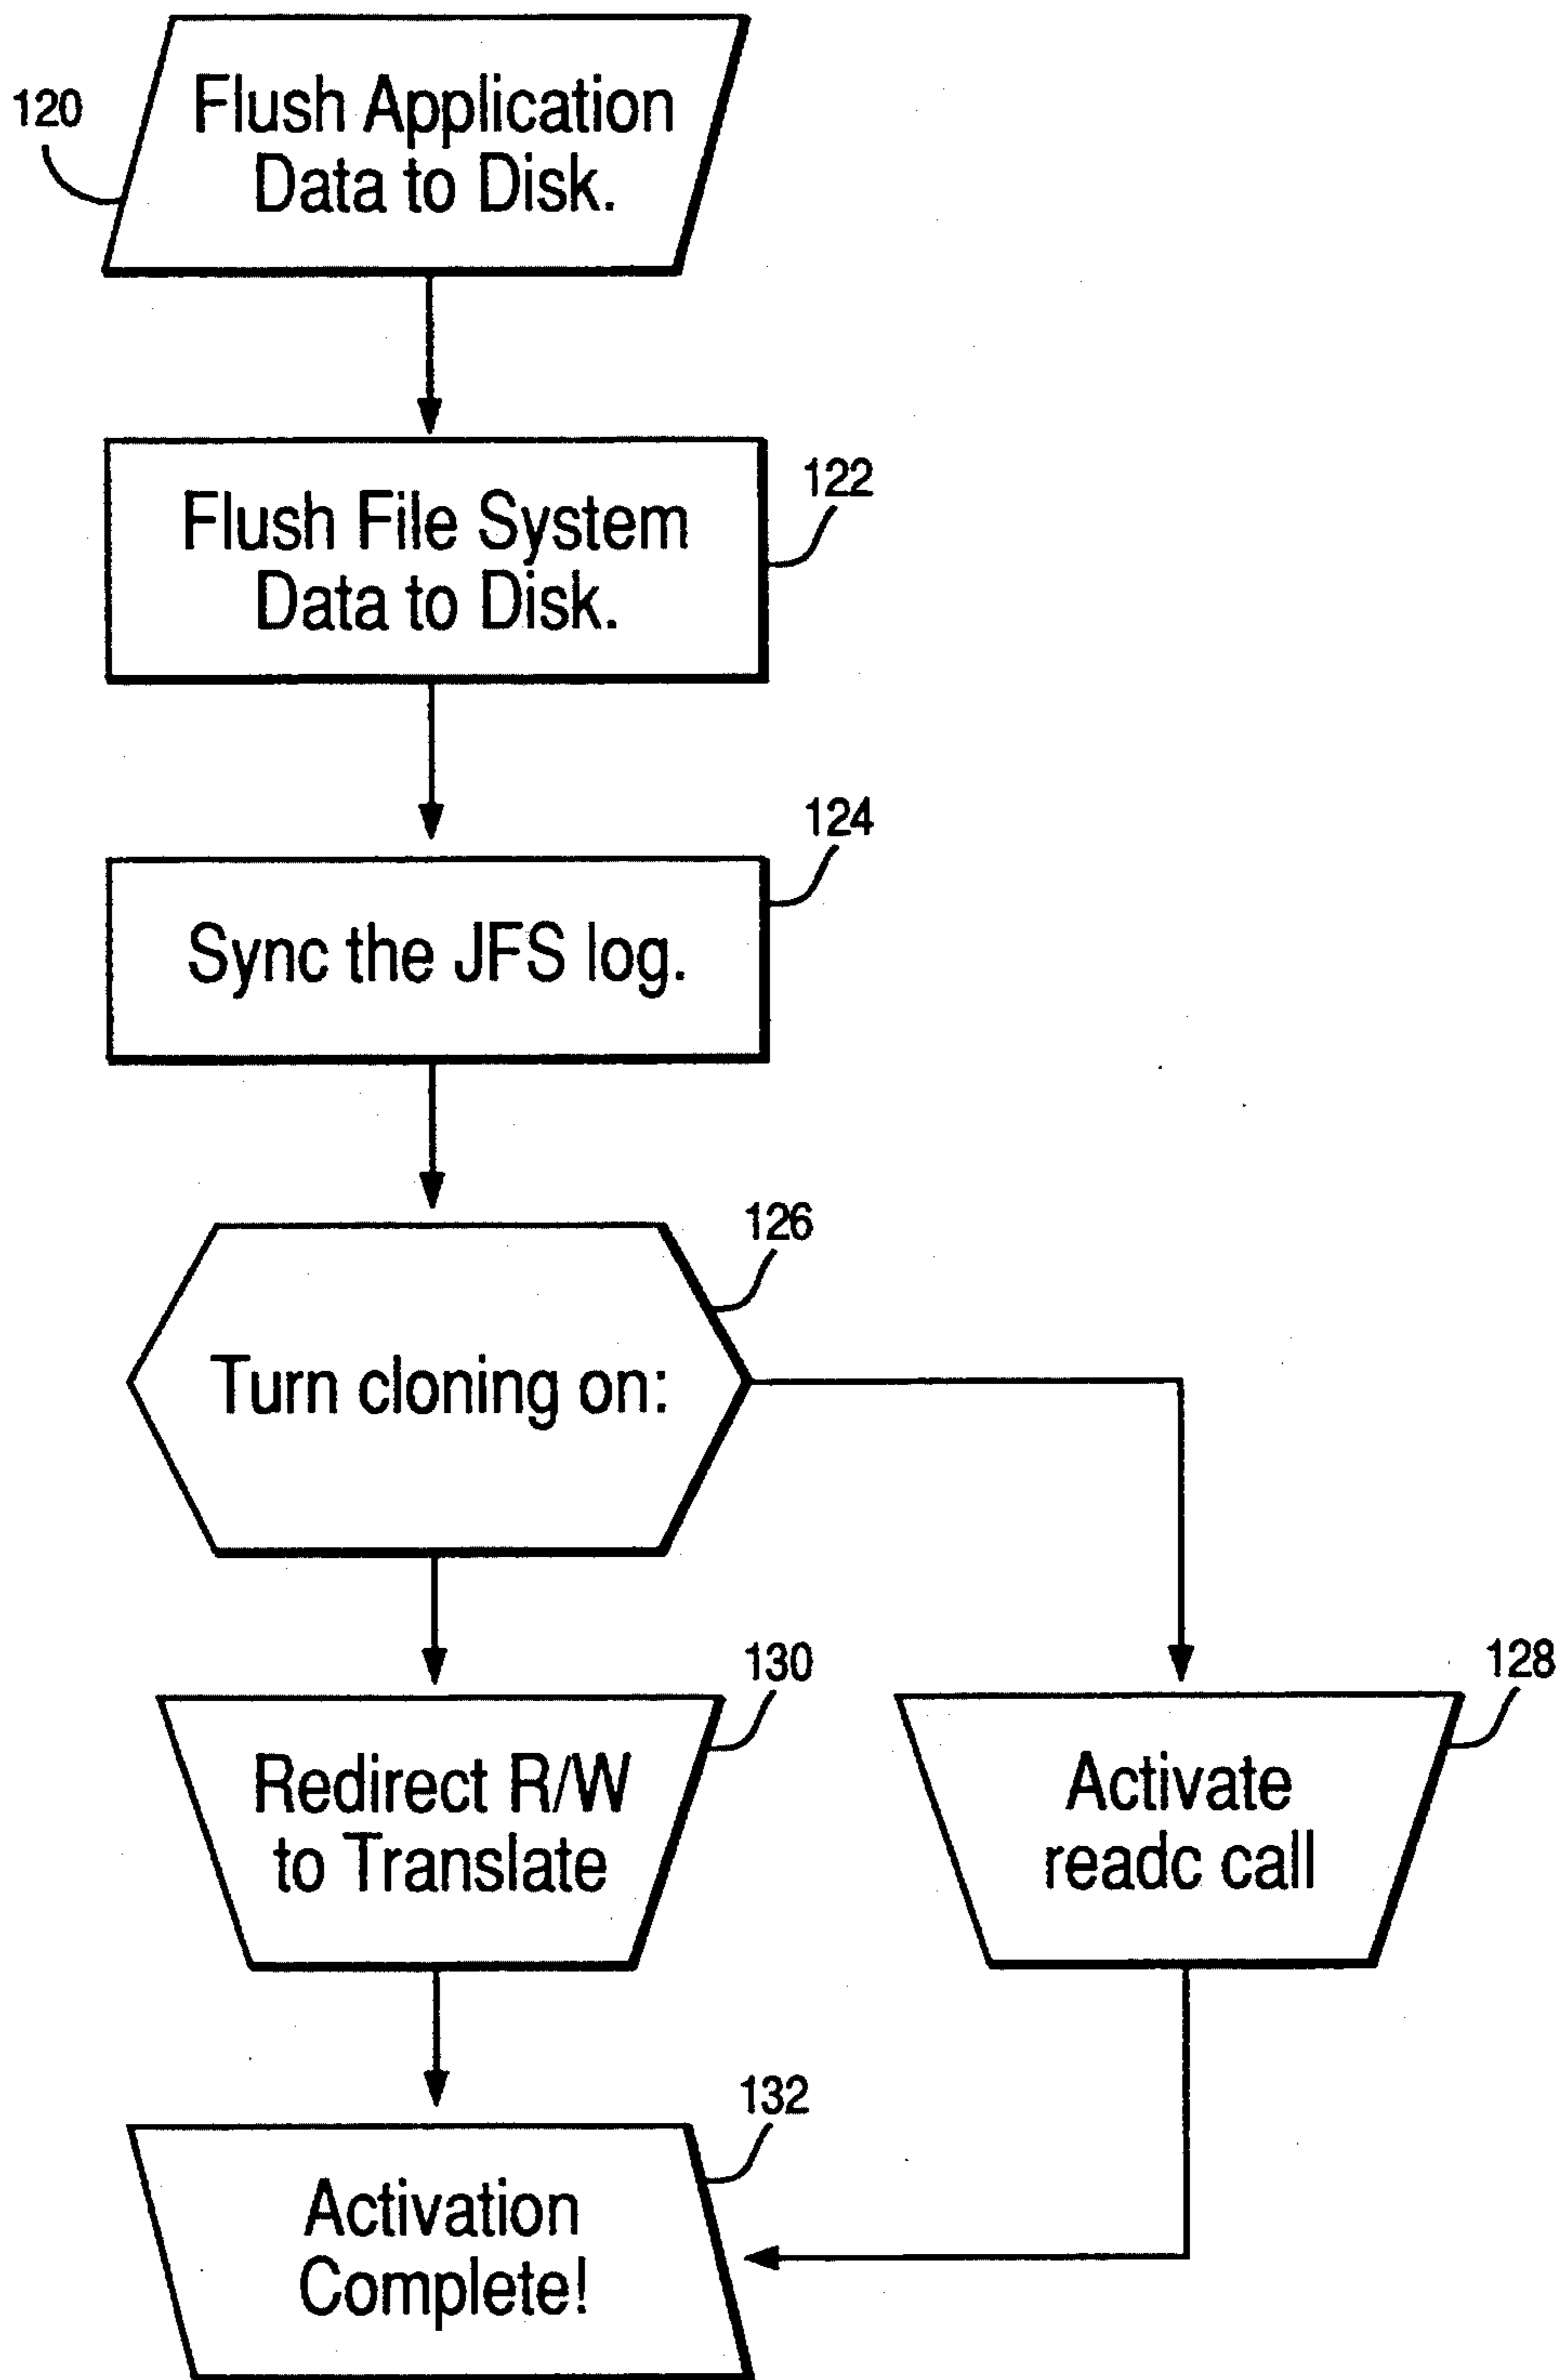 120
Flush Application
Data to Disk.
122
Flush File System
Data to Disk.
124
Sync the JFS log.
126
Turn cloning on:
130
Redirect R/W
to Translate
128
Activate
readc call
132
Activation
Complete!